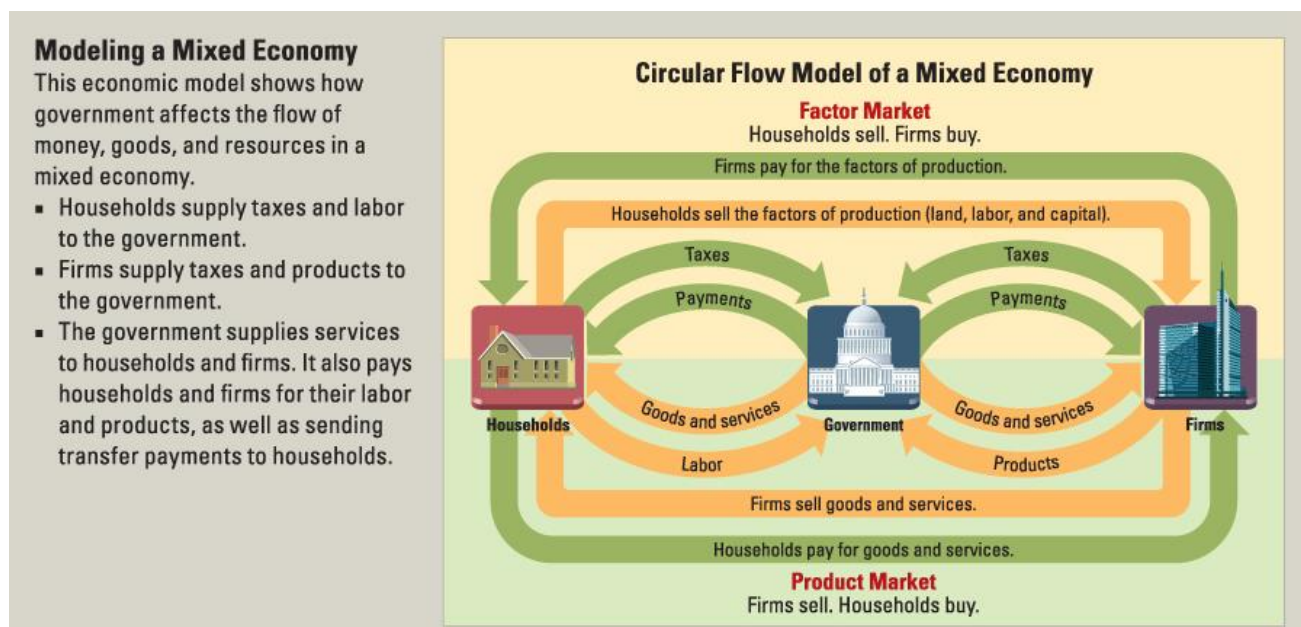 Modeling a Mixed Economy
This economic model shows how
government affects the flow of
money, goods, and resources in a
mixed economy.
▪ Households supply taxes and labor
to the government.
▪ Firms supply taxes and products to
the government.
▪ The government supplies services
to households and firms. It also pays
households and firms for their labor
and products, as well as sending
transfer payments to households.
Circular Flow Model of a Mixed Economy
Factor Market
Households sell. Firms buy.
Firms pay for the factors of production.
Households sell the factors of production (land, labor, and capital).
Taxes
Taxes
Payments
Payments
Goods and services
Goods and services
Households
Government
Firms
Labor
Products
Firms sell goods and services.
Households pay for goods and services.
Product Market
Firms sell. Households buy.